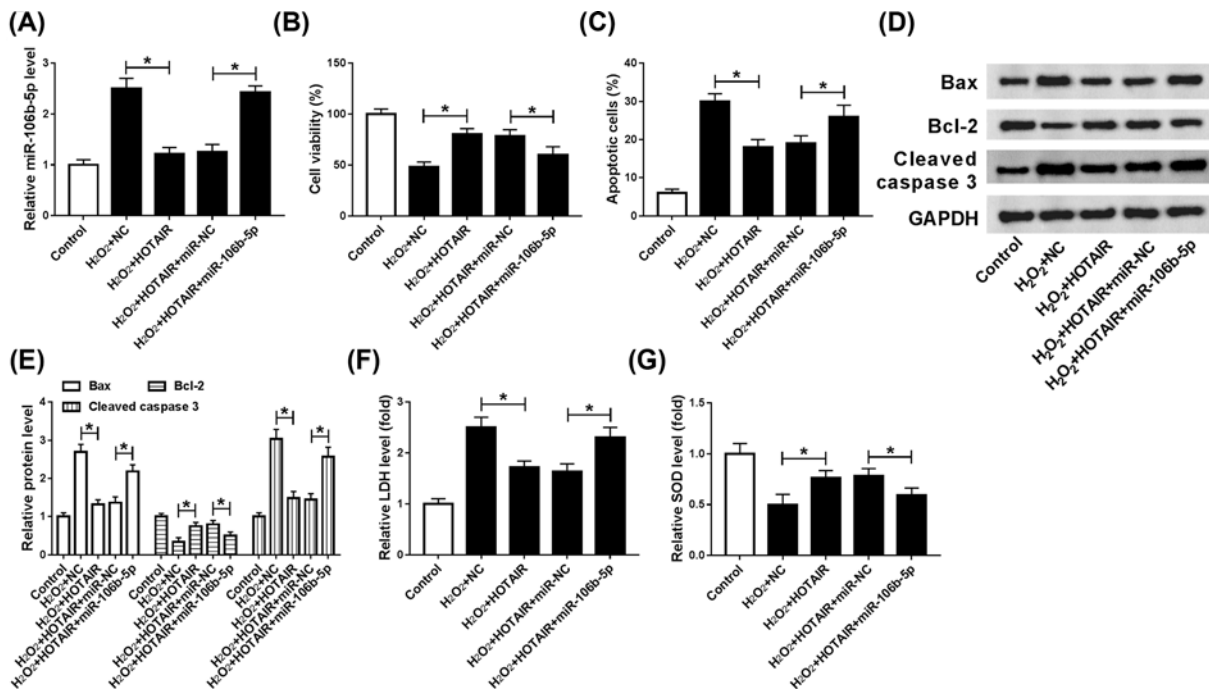 (A)
Relative miR-106b-5p level
3
2
1
0
*
*
Control
H₂O₂+NC
H₂O₂+HOTAIR
H₂O₂+HOTAIR+miR-NC
H₂O₂+HOTAIR+miR-106b-5p
(B)
Cell viability (%)
150
100
50
0
*
*
Control
H₂O₂+NC
H₂O₂+HOTAIR
H₂O₂+HOTAIR+miR-NC
H₂O₂+HOTAIR+miR-106b-5p
(C)
Apoptotic cells (%)
40
30
20
10
0
*
*
Control
H₂O₂+NC
H₂O₂+HOTAIR
H₂O₂+HOTAIR+miR-NC
H₂O₂+HOTAIR+miR-106b-5p
(D)
Bax
Bcl-2
Cleaved
caspase 3
GAPDH
Control
H₂O₂+NC
H₂O₂+HOTAIR
H₂O₂+HOTAIR+miR-NC
H₂O₂+HOTAIR+miR-106b-5p
(E)
Bax
Bcl-2
Cleaved caspase 3
Relative protein level
4
3
2
1
0
*
*
*
*
*
*
Control
H₂O₂+NC
H₂O₂+HOTAIR
H₂O₂+HOTAIR+miR-NC
H₂O₂+HOTAIR+miR-106b-5p
Control
H₂O₂+NC
H₂O₂+HOTAIR
H₂O₂+HOTAIR+miR-NC
H₂O₂+HOTAIR+miR-106b-5p
Control
H₂O₂+NC
H₂O₂+HOTAIR
H₂O₂+HOTAIR+miR-NC
H₂O₂+HOTAIR+miR-106b-5p
(F)
Relative LDH level (fold)
3
2
1
0
*
*
Control
H₂O₂+NC
H₂O₂+HOTAIR
H₂O₂+HOTAIR+miR-NC
H₂O₂+HOTAIR+miR-106b-5p
(G)
Relative SOD level (fold)
1.5
1.0
0.5
0.0
*
*
Control
H₂O₂+NC
H₂O₂+HOTAIR
H₂O₂+HOTAIR+miR-NC
H₂O₂+HOTAIR+miR-106b-5p